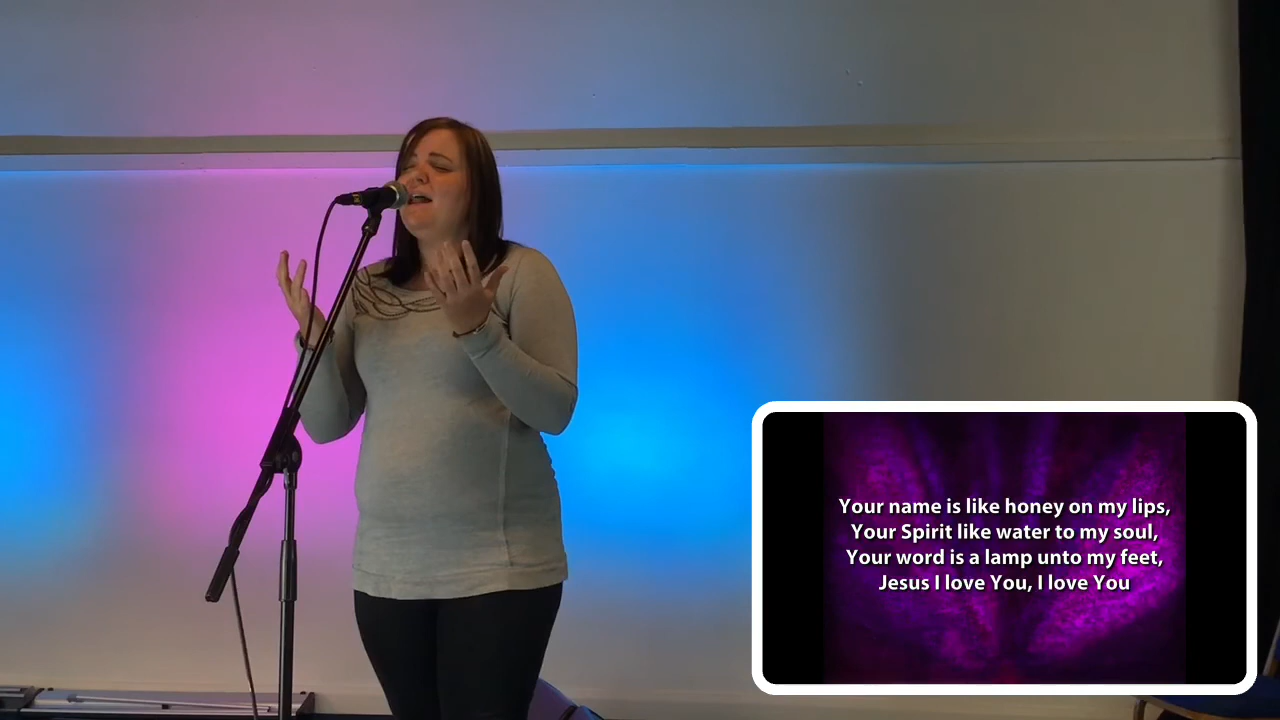 Your name is like honey on my lips,
Your Spirit like water to my soul,
Your word is a lamp unto my feet,
Jesus I love You, I love You